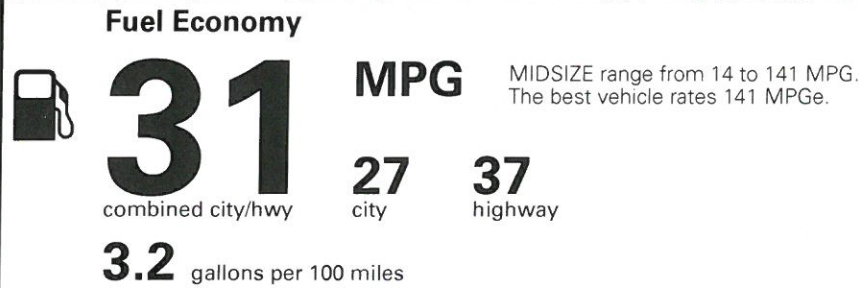 Fuel Economy
31 MPG
MIDSIZE range from 14 to 141 MPG.
The best vehicle rates 141 MPGe.
combined city/hwy
27
city
37
highway
3.2 gallons per 100 miles